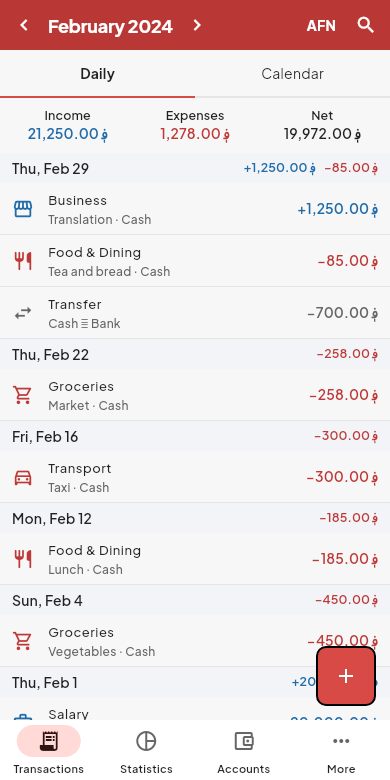 February 2024
AFN
Daily
Calendar
Income
Expenses
Net
21,250.00 ؋
1,278.00 ؋
19,972.00 ؋
Thu, Feb 29
+1,250.00 ؋
−85.00 ؋
Business
Translation · Cash
+1,250.00 ؋
Food & Dining
Tea and bread · Cash
−85.00 ؋
Transfer
Cash Bank
−700.00 ؋
Thu, Feb 22
−258.00 ؋
Groceries
Market · Cash
−258.00 ؋
Fri, Feb 16
−300.00 ؋
Transport
Taxi · Cash
−300.00 ؋
Mon, Feb 12
−185.00 ؋
Food & Dining
Lunch · Cash
−185.00 ؋
Sun, Feb 4
−450.00 ؋
Groceries
Vegetables · Cash
−450.00 ؋
Thu, Feb 1
Salary
Transactions
Statistics
Accounts
More